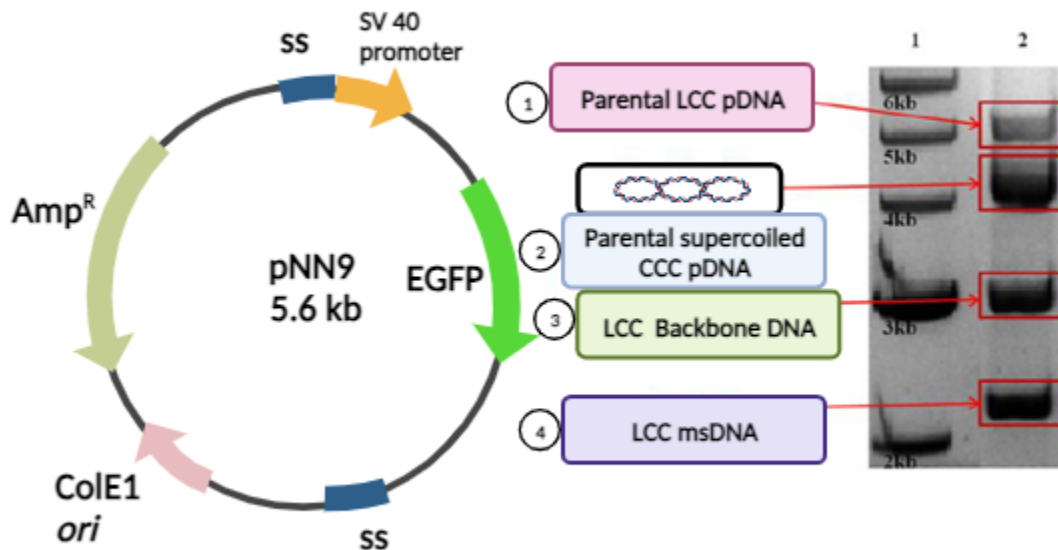 SS
SV 40
promoter
Amp^R
pNN9
5.6 kb
EGFP
ColE1
ori
SS
1
Parental LCC pDNA
2
Parental supercoiled
CCC pDNA
3
LCC Backbone DNA
4
LCC msDNA
1 2
6kb
5kb
4kb
3kb
2kb